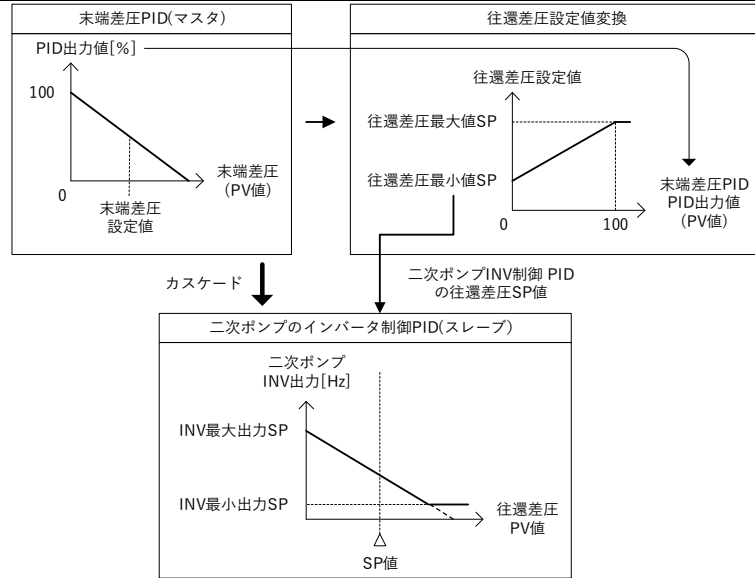 末端差圧PID(マスタ)
PID出力値[%]
100
0
末端差圧
(PV値)
末端差圧
設定値
往還差圧設定値変換
往還差圧設定値
往還差圧最大値SP
往還差圧最小値SP
0
100
末端差圧PID
PID出力値
(PV値)
カスケード
二次ポンプINV制御 PID
の往還差圧SP値
二次ポンプのインバータ制御PID(スレーブ)
二次ポンプ
INV出力[Hz]
INV最大出力SP
INV最小出力SP
往還差圧
PV値
SP値